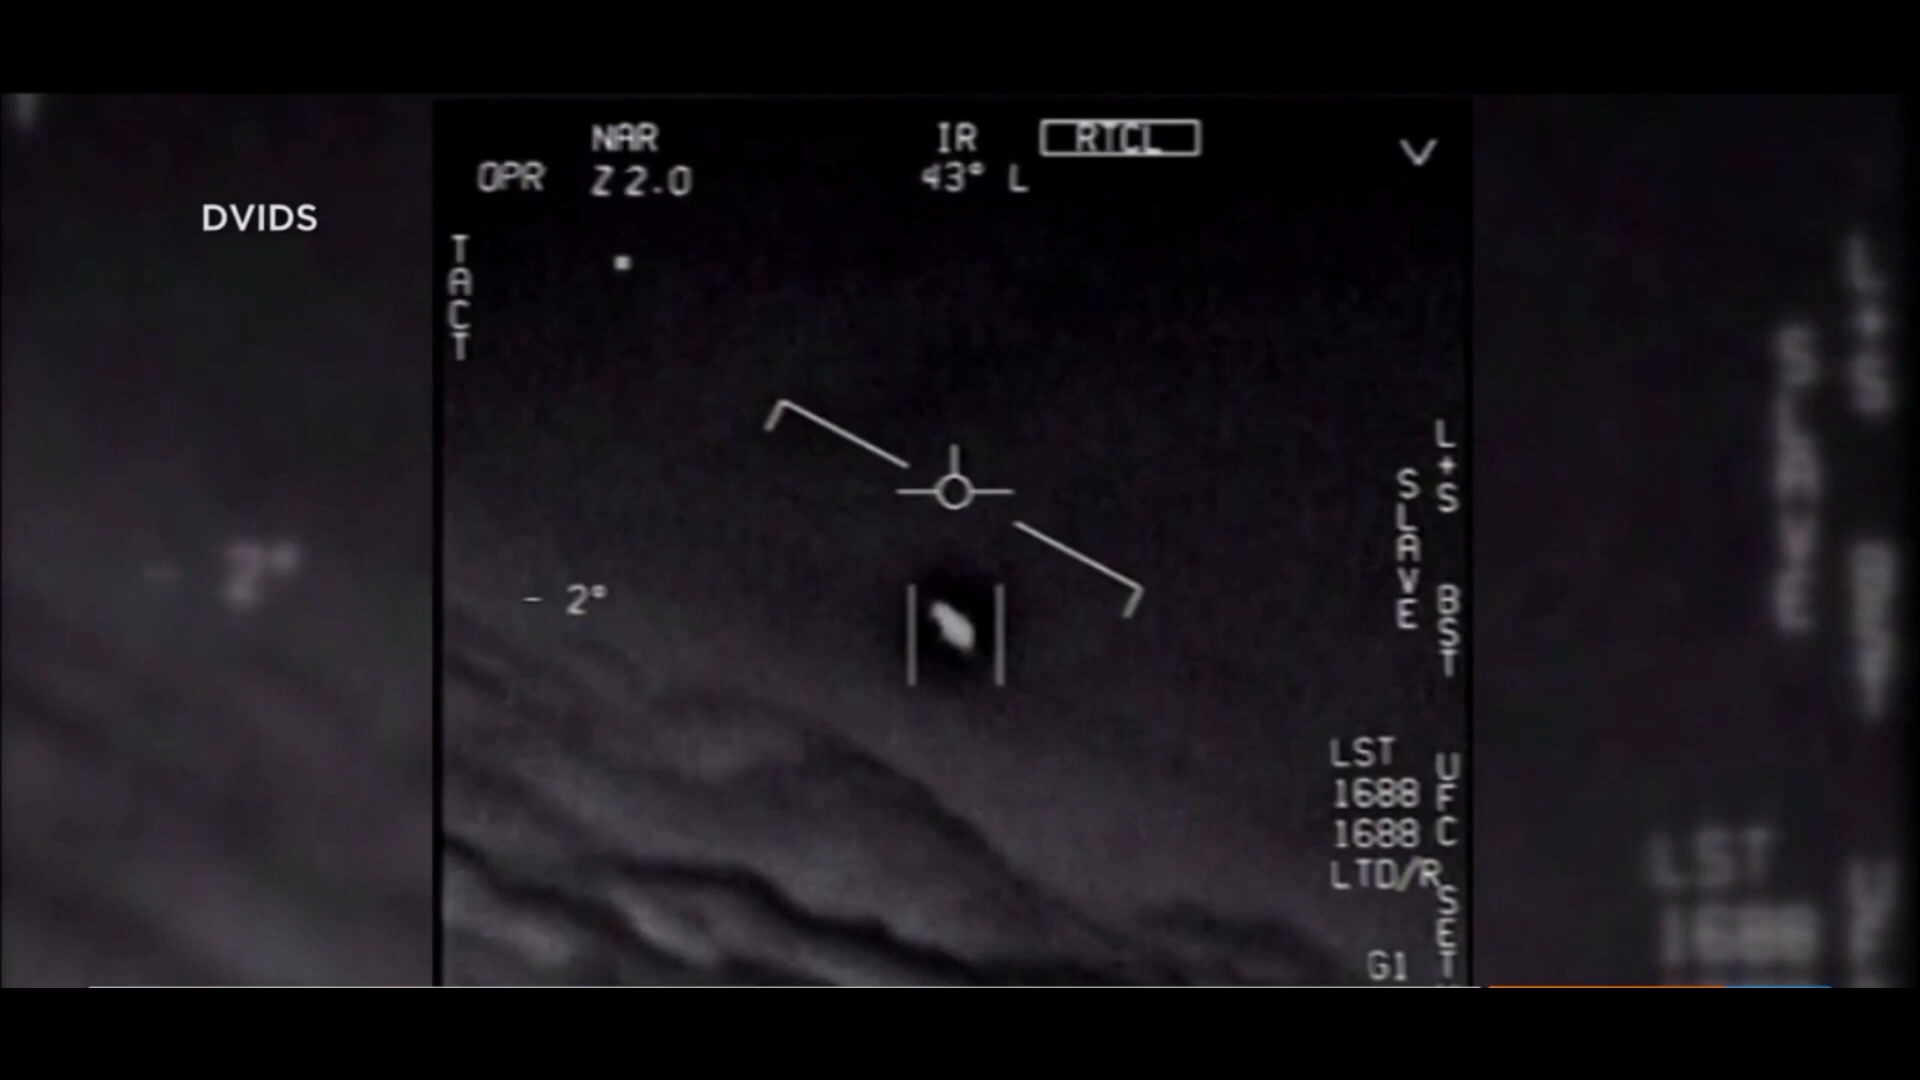 DVIDS
NAR
IR
RTCL
OPR
Z 2.0
43° L
TACT
- 2°
L+S
SLAVE
BST
LST
1688
1688
LTD/R
UFC
SET
G1